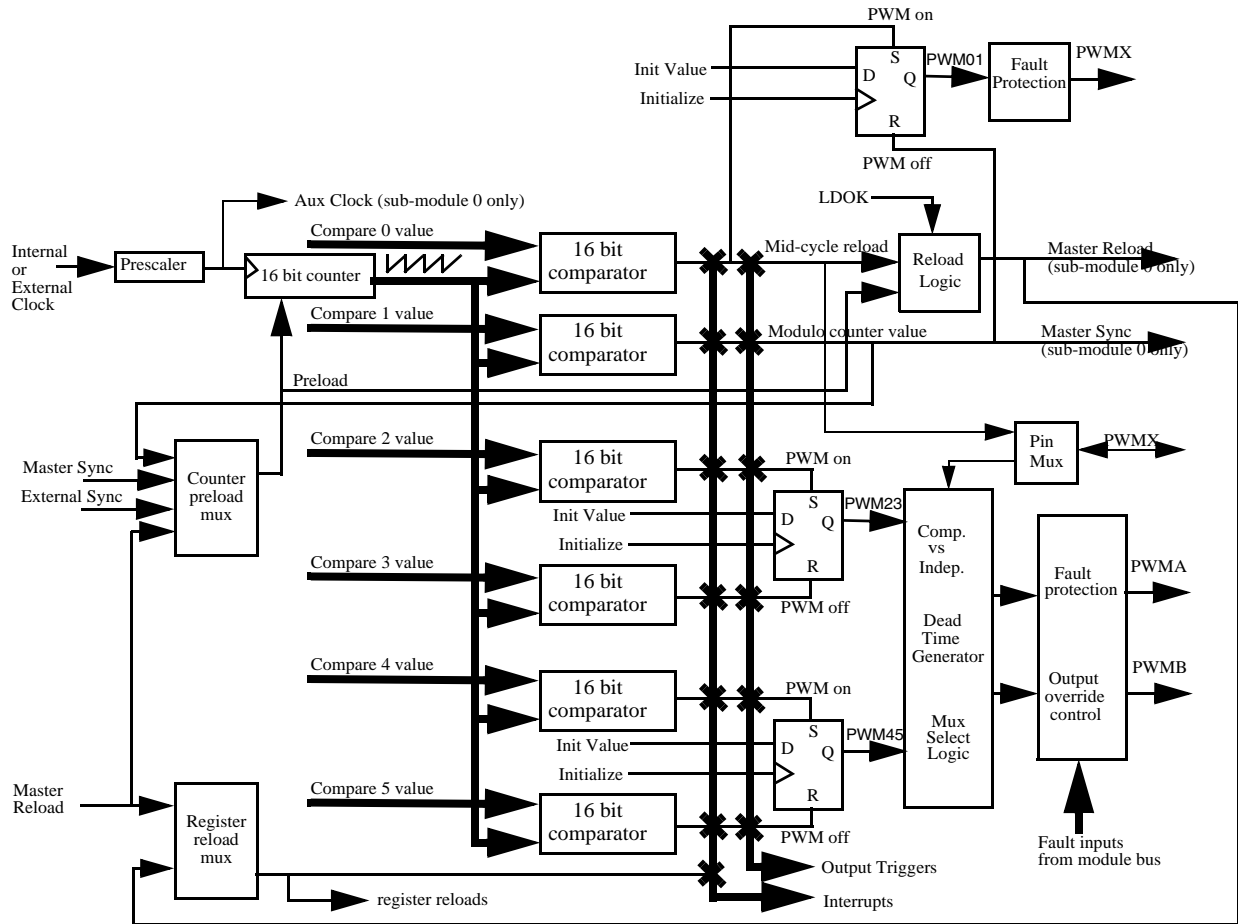 PWM on
Init Value
Initialize
D
S
Q
R
PWM01
Fault
Protection
PWMX
PWM off
LDOK
Aux Clock (sub-module 0 only)
Internal
or
External
Clock
Prescaler
16 bit counter
Compare 0 value
16 bit
comparator
Mid-cycle reload
Reload
Logic
Master Reload
(sub-module 0 only)
Compare 1 value
16 bit
comparator
Modulo counter value
Master Sync
(sub-module 0 only)
Preload
Master Sync
External Sync
Counter
preload
mux
Compare 2 value
16 bit
comparator
PWM on
Pin
Mux
PWMX
Init Value
Initialize
D
S
Q
R
PWM23
Compare 3 value
16 bit
comparator
PWM off
Comp.
vs
Indep.
Dead
Time
Generator
Mux
Select
Logic
Fault
protection
Output
override
control
PWMA
PWMB
Compare 4 value
16 bit
comparator
PWM on
Init Value
Initialize
D
S
Q
R
PWM45
Compare 5 value
16 bit
comparator
PWM off
Master
Reload
Register
reload
mux
register reloads
Output Triggers
Interrupts
Fault inputs
from module bus